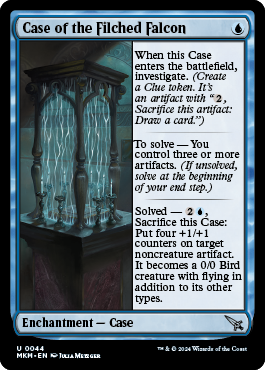 Case of the Filched Falcon
When this Case
enters the battlefield,
investigate. (Create
a Clue token. It's
an artifact with “2,
Sacrifice this artifact:
Draw a card.”)
To solve — You
control three or more
artifacts. (If unsolved,
solve at the beginning
of your end step.)
Solved — 2,
Sacrifice this Case:
Put four +1/+1
counters on target
noncreature artifact.
It becomes a 0/0 Bird
creature with flying in
addition to its other
types.
Enchantment — Case
U 0044
MKM • EN Julia Metzger
™ & © 2024 Wizards of the Coast